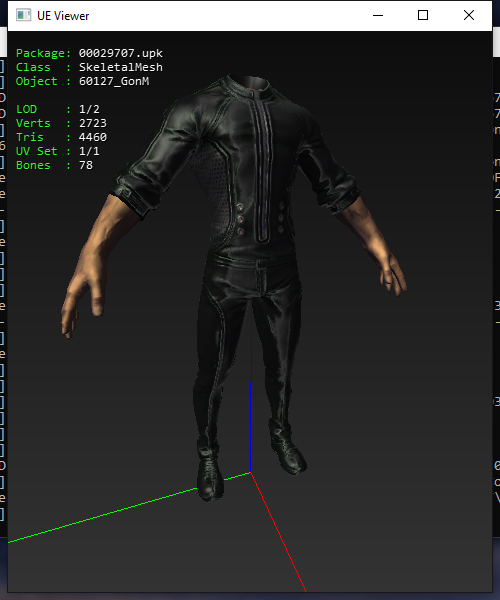 UE Viewer
Package: 00029707.upk
Class : SkeletalMesh
Object : 60127_GonM
LOD : 1/2
Verts : 2723
Tris : 4460
UV Set : 1/1
Bones : 78